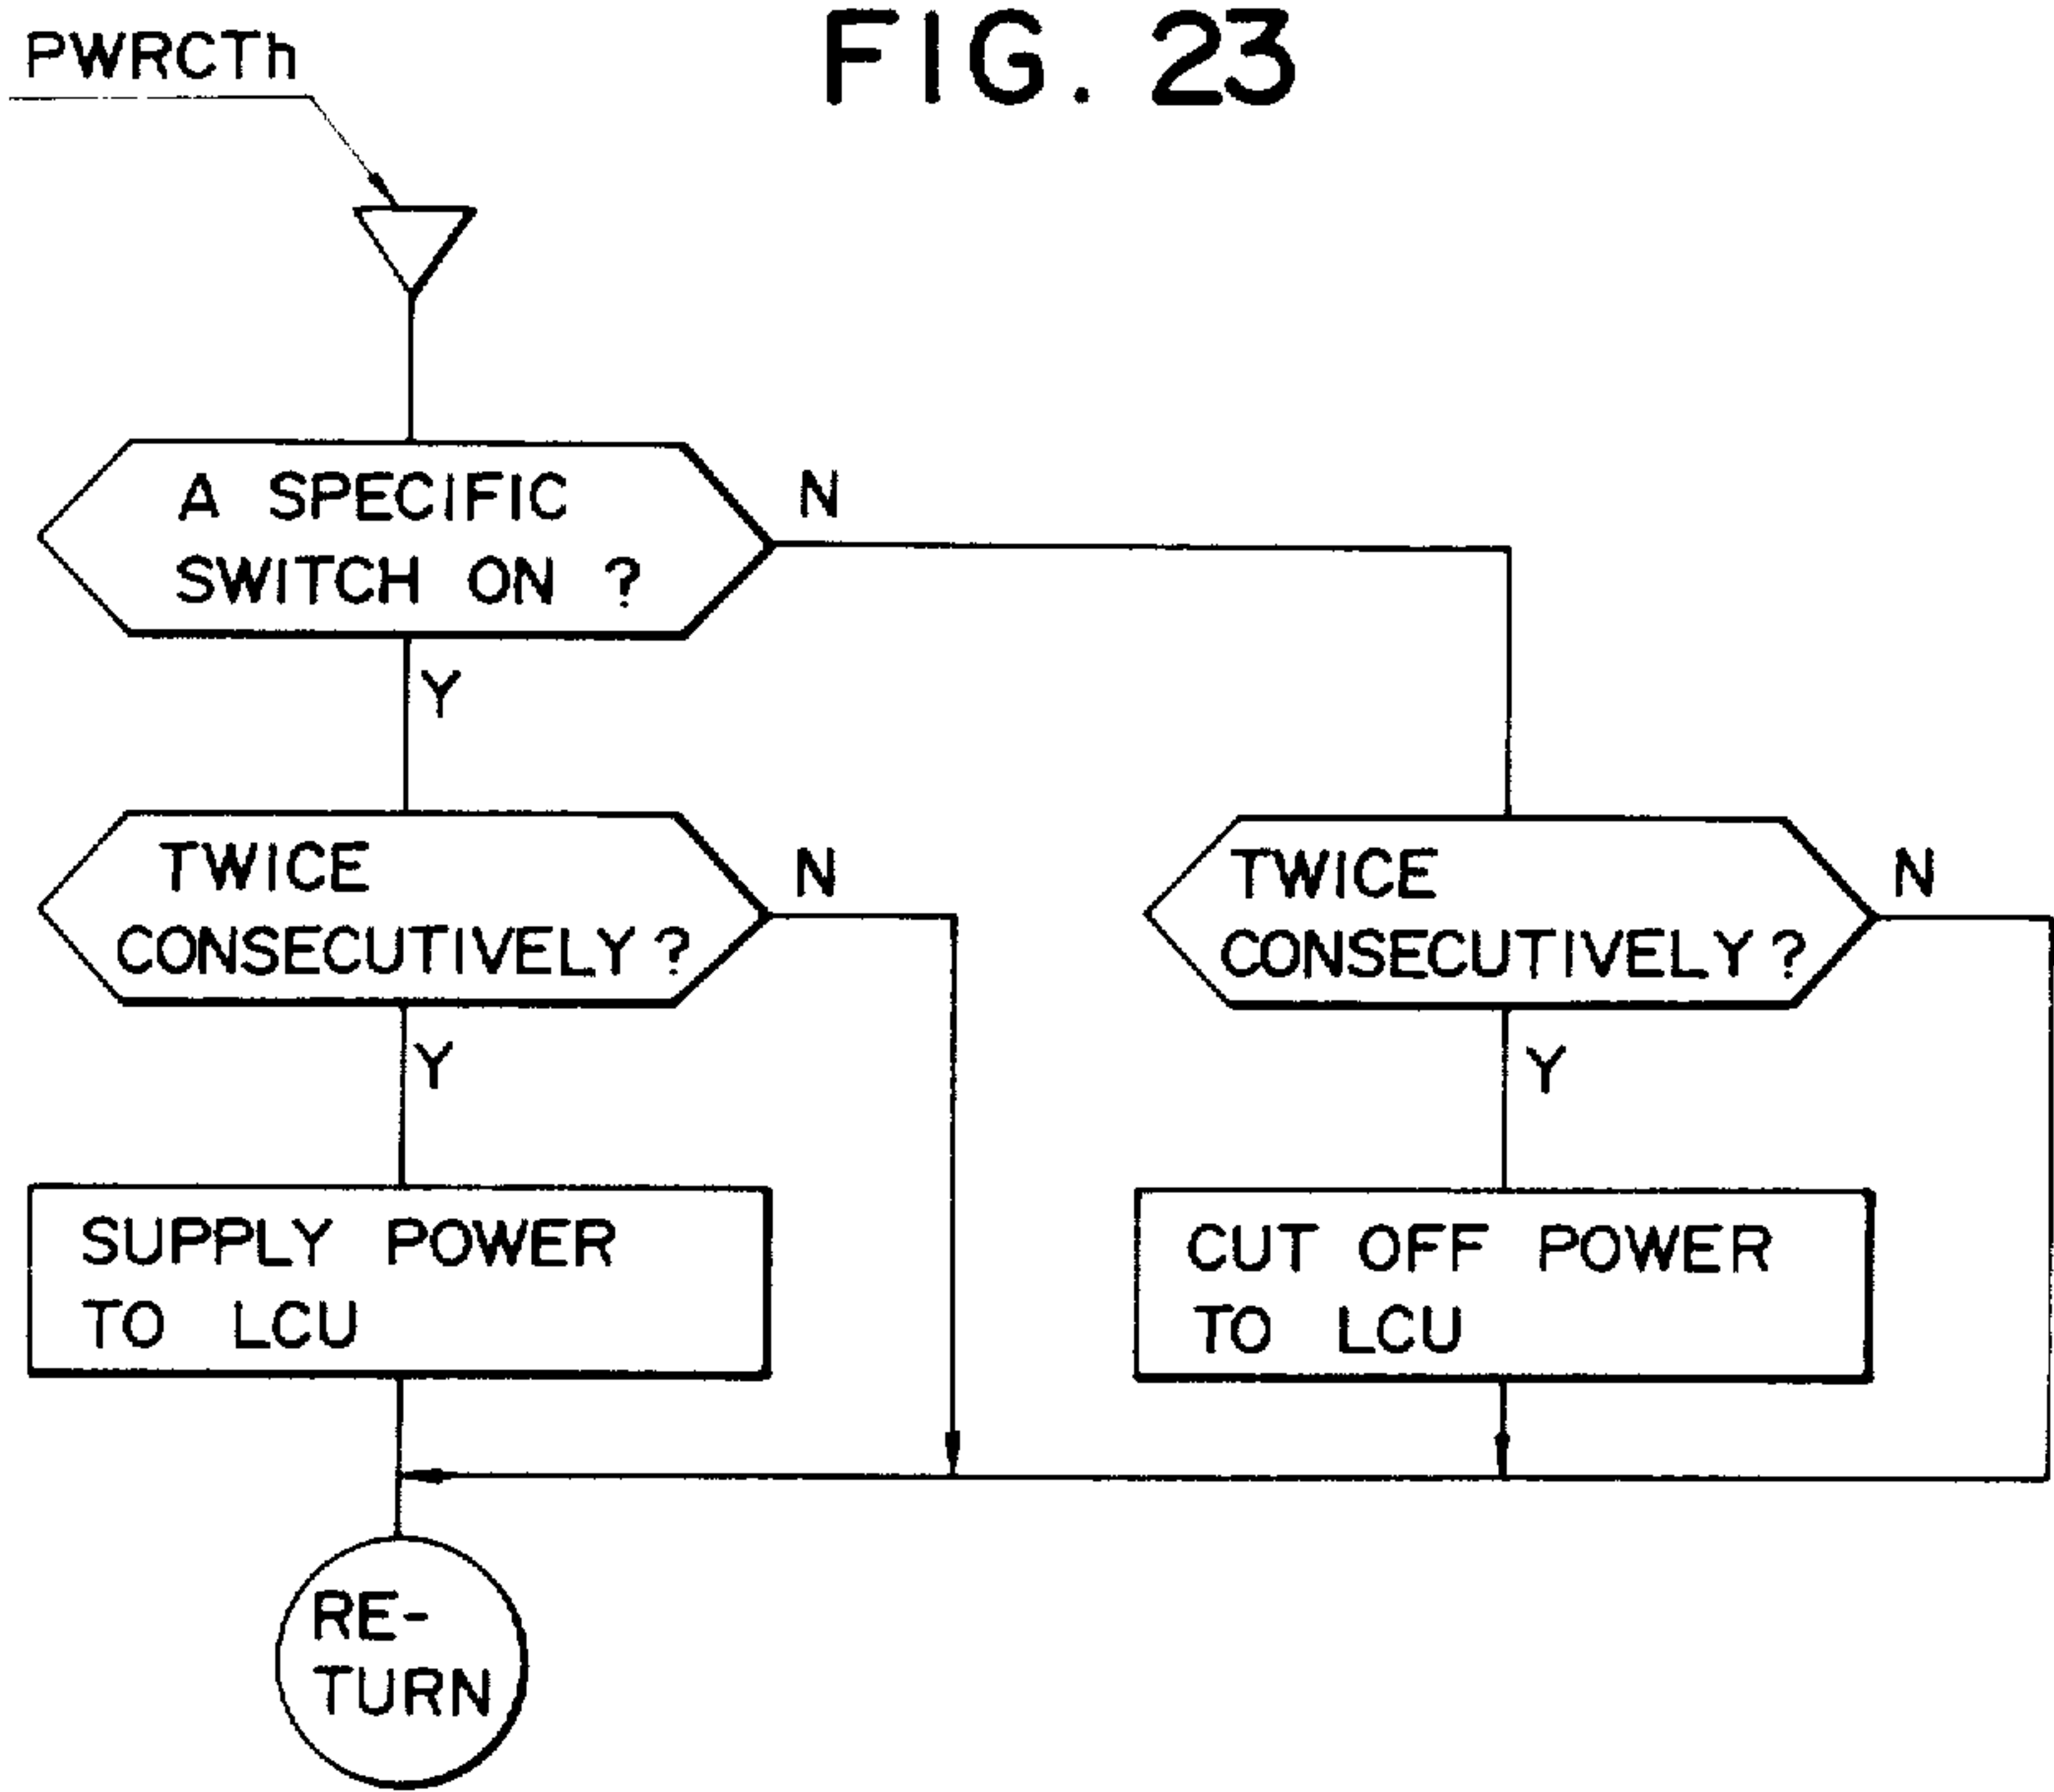 FIG. 23
PWRCTh
A SPECIFIC
SWITCH ON ?
N
Y
TWICE
CONSECUTIVELY ?
N
Y
TWICE
CONSECUTIVELY ?
N
Y
SUPPLY POWER
TO LCU
CUT OFF POWER
TO LCU
RE-
TURN